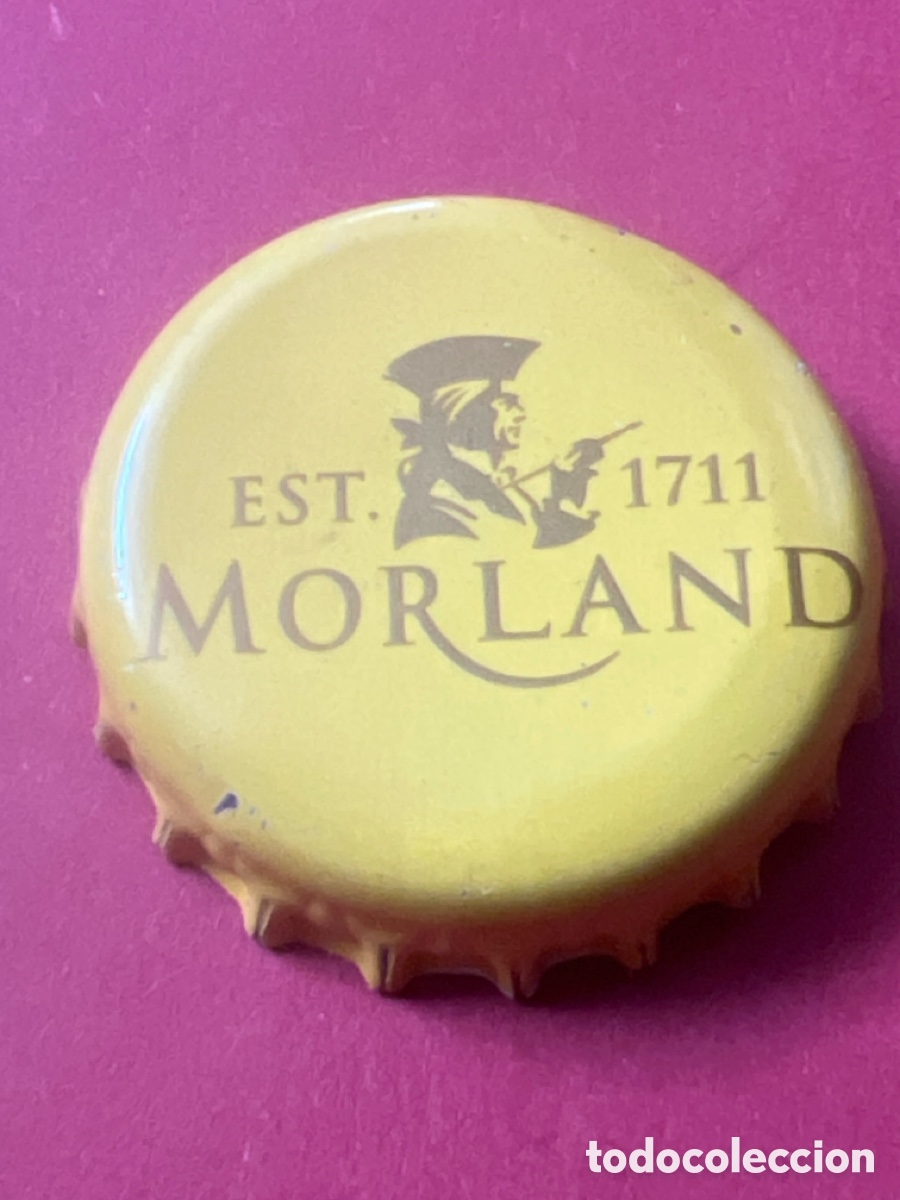 EST. 1711
MORLAND
todocoleccion